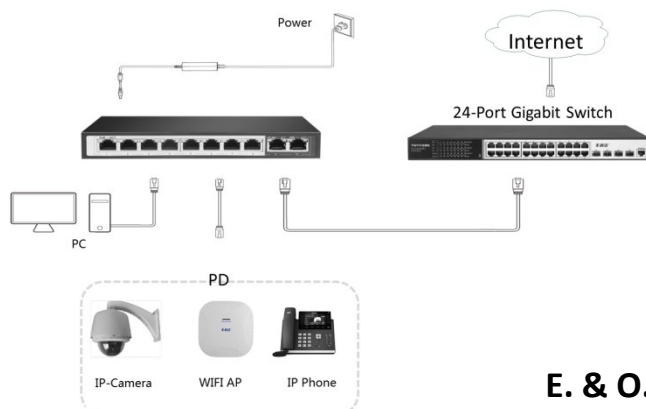 Power
Internet
24-Port Gigabit Switch
PC
PD
IP-Camera
WIFI AP
IP Phone
E. & O.